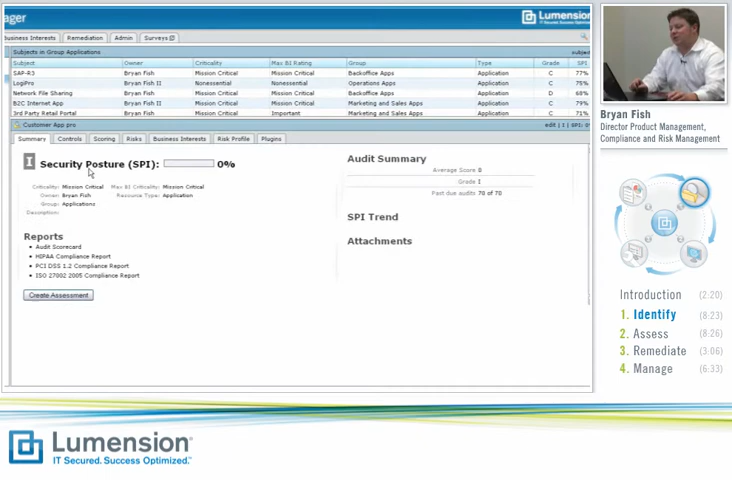 ager
Lumension
IT Secured. Success Optimized.
Business Interests Remediation Admin Surveys
Subjects in Group Applications
Subject Owner Criticality Max BI Rating Group Type Grade SPI
SAP-R3 Bryan Fish Mission Critical Mission Critical Backoffice Apps Application C 77%
LogiPro Bryan Fish II Nonessential Nonessential Operations Apps Application C 75%
Network File Sharing Bryan Fish Mission Critical Mission Critical Backoffice Apps Application D 68%
B2C Internet App Bryan Fish II Mission Critical Mission Critical Marketing and Sales Apps Application C 79%
3rd Party Retail Portal Bryan Fish Mission Critical Important Marketing and Sales Apps Application C 71%
Customer App pro edit | I | SPI:
Summary Controls Scoring Risks Business Interests Risk Profile Plugins
I Security Posture (SPI): 0%
Criticality: Mission Critical Max BI Criticality: Mission Critical
Owner: Bryan Fish Resource Type: Application
Group: Applications
Description:
Audit Summary
Average Score 0
Grade I
Past due audits 70 of 70
SPI Trend
Attachments
Reports
Audit Scorecard
HIPAA Compliance Report
PCI DSS 1.2 Compliance Report
ISO 27002 2005 Compliance Report
Create Assessment
Bryan Fish
Director Product Management,
Compliance and Risk Management
Introduction (2:20)
1. Identify (8:23)
2. Assess (8:26)
3. Remediate (3:06)
4. Manage (6:33)
Lumension
IT Secured. Success Optimized.™